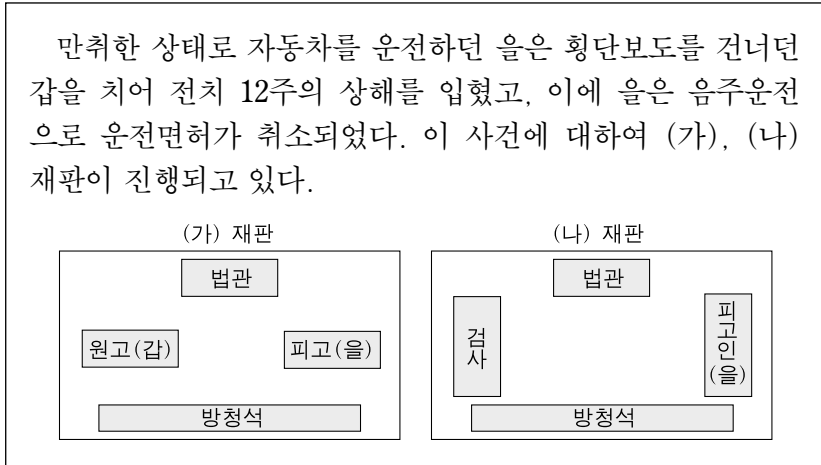 만취한 상태로 자동차를 운전하던 을은 횡단보도를 건너던
갑을 치어 전치 12주의 상해를 입혔고, 이에 을은 음주운전
으로 운전면허가 취소되었다. 이 사건에 대하여 (가), (나)
재판이 진행되고 있다.
(가) 재판
법관
원고(갑)
피고(을)
방청석
(나) 재판
법관
검
사
피
고
인
(을)
방청석